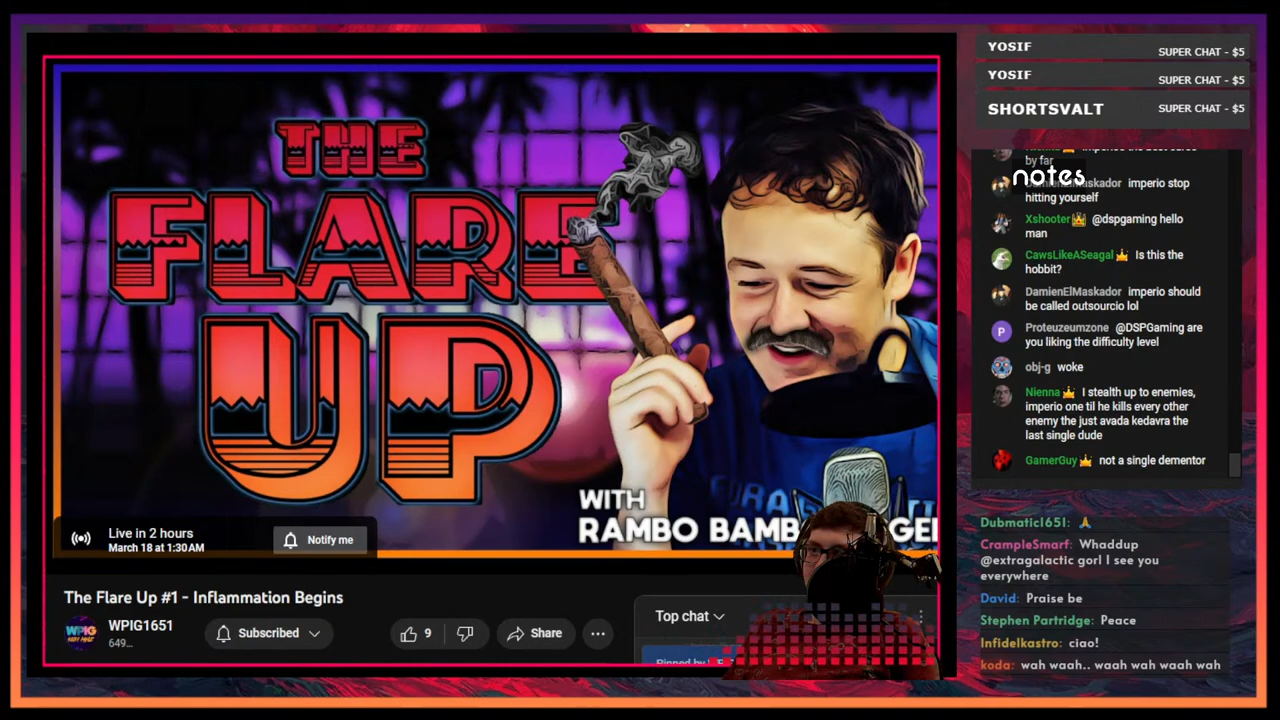 THE
FLARE
UP
WITH
RAMBO BAMB
Live in 2 hours
March 18 at 1:30AM
Notify me
The Flare Up #1 - Inflammation Begins
WPIG
WPIG1651
649...
Subscribed
9
Share
Top chat
YOSIF
SUPER CHAT - $5
YOSIF
SUPER CHAT - $5
SHORTSVALT
SUPER CHAT - $5
by far
notes
imperio stop
hitting yourself
Xshooter @dspgaming hello
man
CawsLikeASeagal Is this the
hobbit?
DamienElMaskador imperio should
be called outsourcio lol
P
Proteuzeumzone @DSPGaming are
you liking the difficulty level
obj-g woke
Nienna I stealth up to enemies,
imperio one til he kills every other
enemy the just avada kedavra the
last single dude
GamerGuy not a single dementor
Dubmatic1651: 🙏
CrampleSmarf: Whaddup
@extragalactic gorl I see you
everywhere
David: Praise be
Stephen Partridge: Peace
Infidelkastro: ciao!
koda: wah waah.. waah wah waah wah